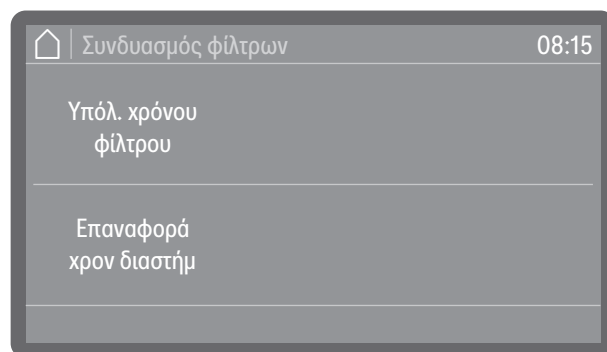 Συνδυασμός φίλτρων 08:15
Υπόλ. χρόνου
φίλτρου
Επαναφορά
χρον διαστήμ